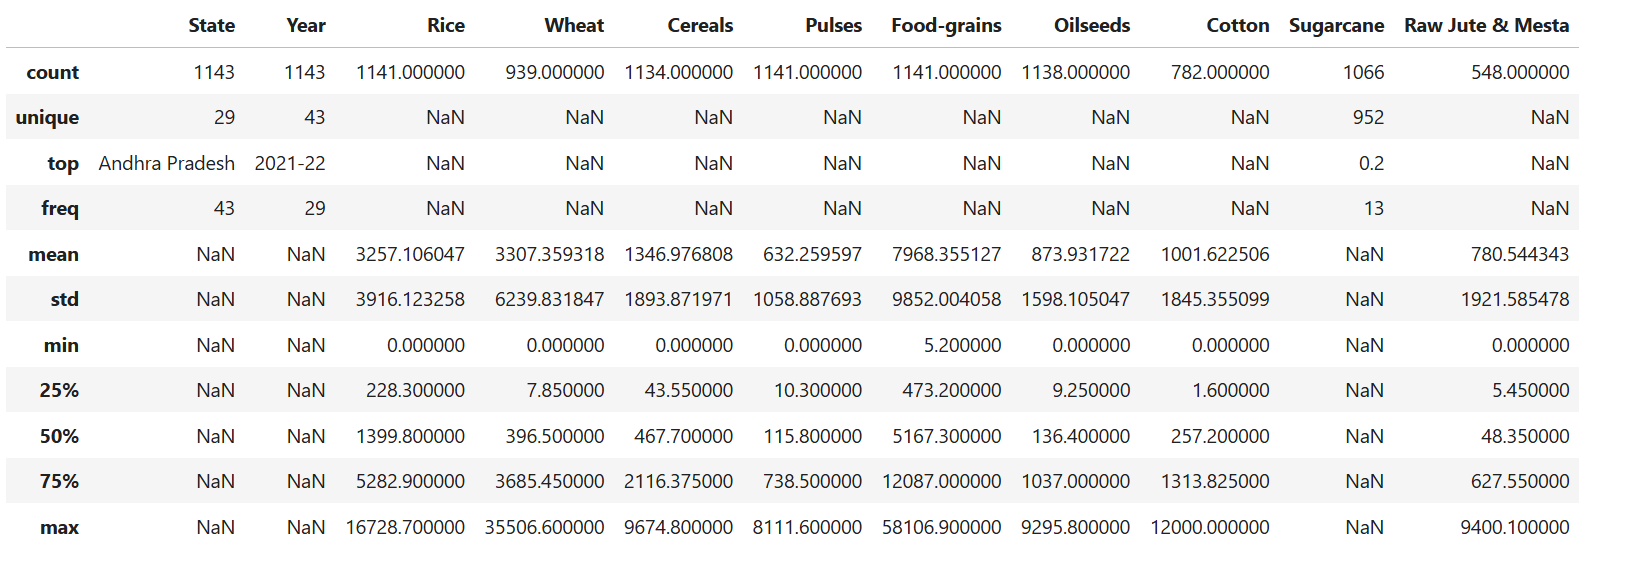 State Year Rice Wheat Cereals Pulses Food-grains Oilseeds Cotton Sugarcane Raw Jute & Mesta
count 1143 1143 1141.000000 939.000000 1134.000000 1141.000000 1141.000000 1138.000000 782.000000 1066 548.000000
unique 29 43 NaN NaN NaN NaN NaN NaN NaN 952 NaN
top Andhra Pradesh 2021-22 NaN NaN NaN NaN NaN NaN NaN 0.2 NaN
freq 43 29 NaN NaN NaN NaN NaN NaN NaN 13 NaN
mean NaN NaN 3257.106047 3307.359318 1346.976808 632.259597 7968.355127 873.931722 1001.622506 NaN 780.544343
std NaN NaN 3916.123258 6239.831847 1893.871971 1058.887693 9852.004058 1598.105047 1845.355099 NaN 1921.585478
min NaN NaN 0.000000 0.000000 0.000000 0.000000 5.200000 0.000000 0.000000 NaN 0.000000
25% NaN NaN 228.300000 7.850000 43.550000 10.300000 473.200000 9.250000 1.600000 NaN 5.450000
50% NaN NaN 1399.800000 396.500000 467.700000 115.800000 5167.300000 136.400000 257.200000 NaN 48.350000
75% NaN NaN 5282.900000 3685.450000 2116.375000 738.500000 12087.000000 1037.000000 1313.825000 NaN 627.550000
max NaN NaN 16728.700000 35506.600000 9674.800000 8111.600000 58106.900000 9295.800000 12000.000000 NaN 9400.100000